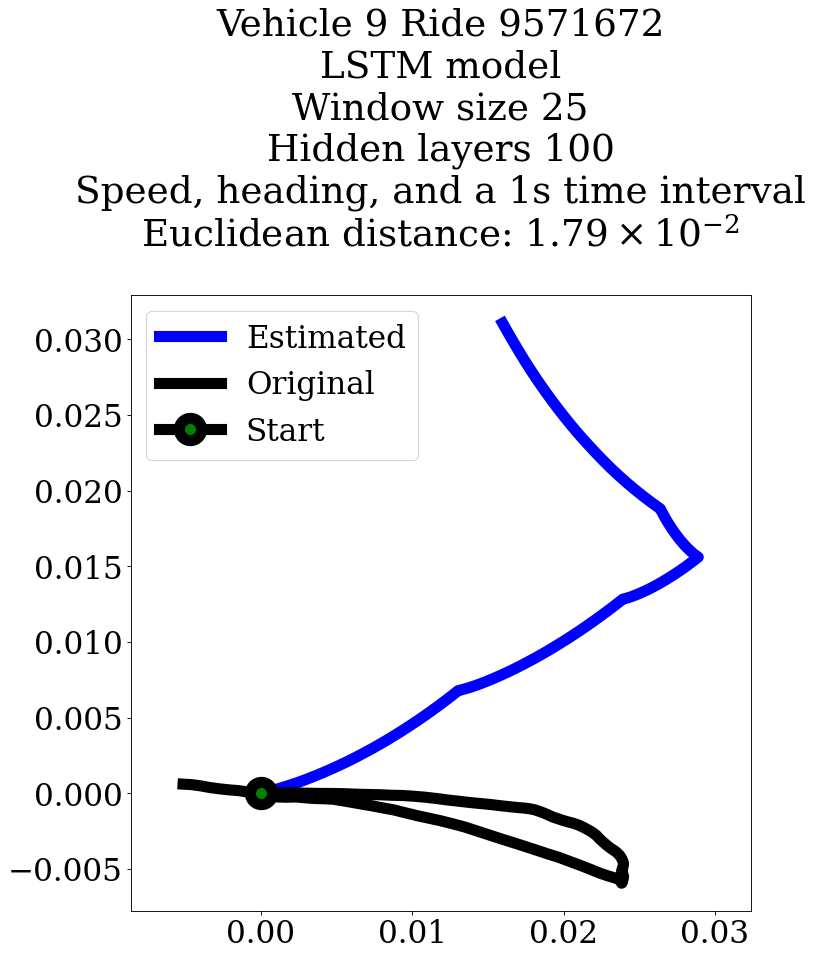 Vehicle 9 Ride 9571672
LSTM model
Window size 25
Hidden layers 100
Speed, heading, and a 1s time interval
Euclidean distance: 1.79 × 10⁻²
Estimated
Original
Start
0.030
0.025
0.020
0.015
0.010
0.005
0.000
−0.005
0.00 0.01 0.02 0.03